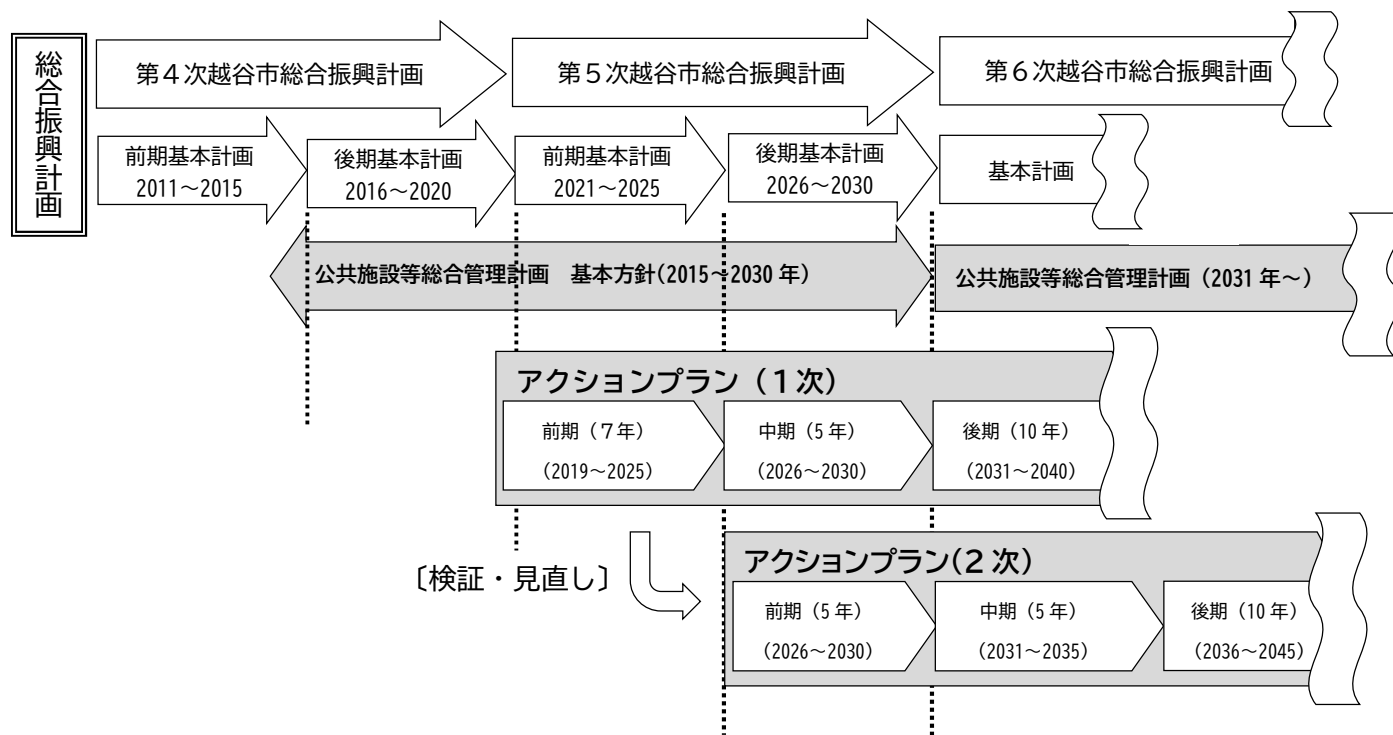 総合振興計画
第４次越谷市総合振興計画
第５次越谷市総合振興計画
第６次越谷市総合振興計画
前期基本計画
2011～2015
後期基本計画
2016～2020
前期基本計画
2021～2025
後期基本計画
2026～2030
基本計画
公共施設等総合管理計画　基本方針(2015～2030 年)
公共施設等総合管理計画（2031 年～）
アクションプラン（１次）
前期（７年）
（2019～2025）
中期（5 年）
（2026～2030）
後期（10 年）
（2031～2040）
〔検証・見直し〕
アクションプラン(２次）
前期（5 年）
（2026～2030）
中期（5 年）
（2031～2035）
後期（10 年）
（2036～2045）